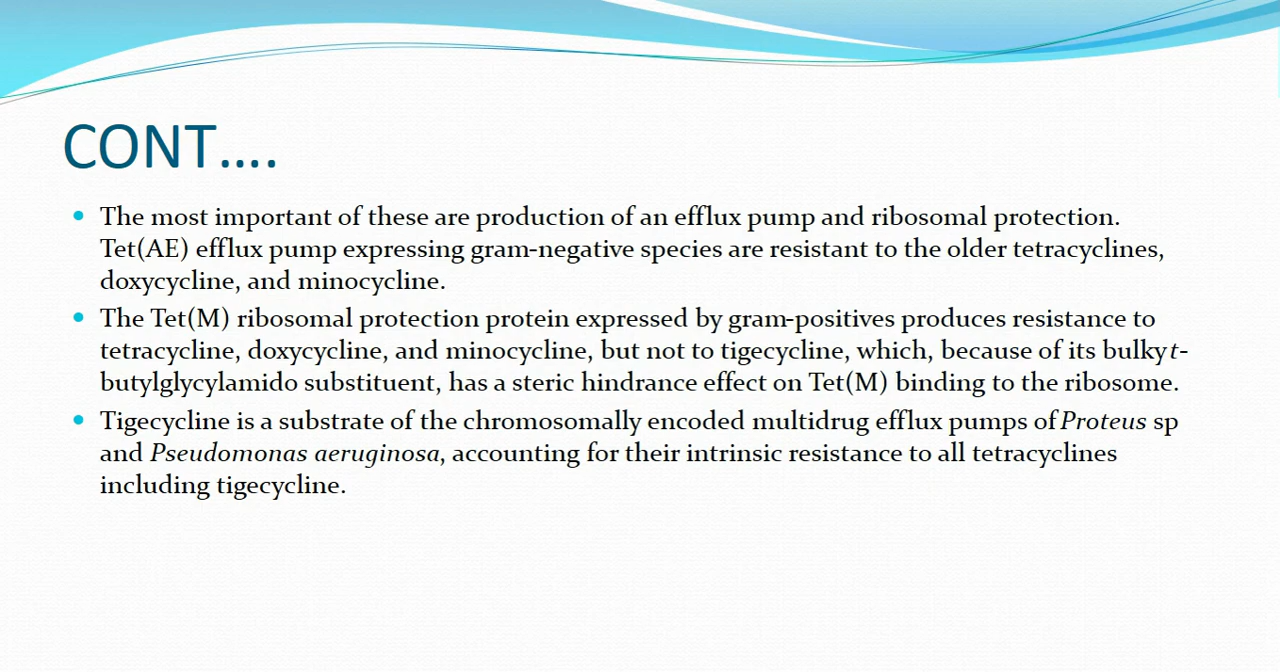 CONT....
The most important of these are production of an efflux pump and ribosomal protection.
Tet(AE) efflux pump expressing gram-negative species are resistant to the older tetracyclines,
doxycycline, and minocycline.
The Tet(M) ribosomal protection protein expressed by gram-positives produces resistance to
tetracycline, doxycycline, and minocycline, but not to tigecycline, which, because of its bulky t-
butylglycylamido substituent, has a steric hindrance effect on Tet(M) binding to the ribosome.
Tigecycline is a substrate of the chromosomally encoded multidrug efflux pumps of Proteus sp
and Pseudomonas aeruginosa, accounting for their intrinsic resistance to all tetracyclines
including tigecycline.